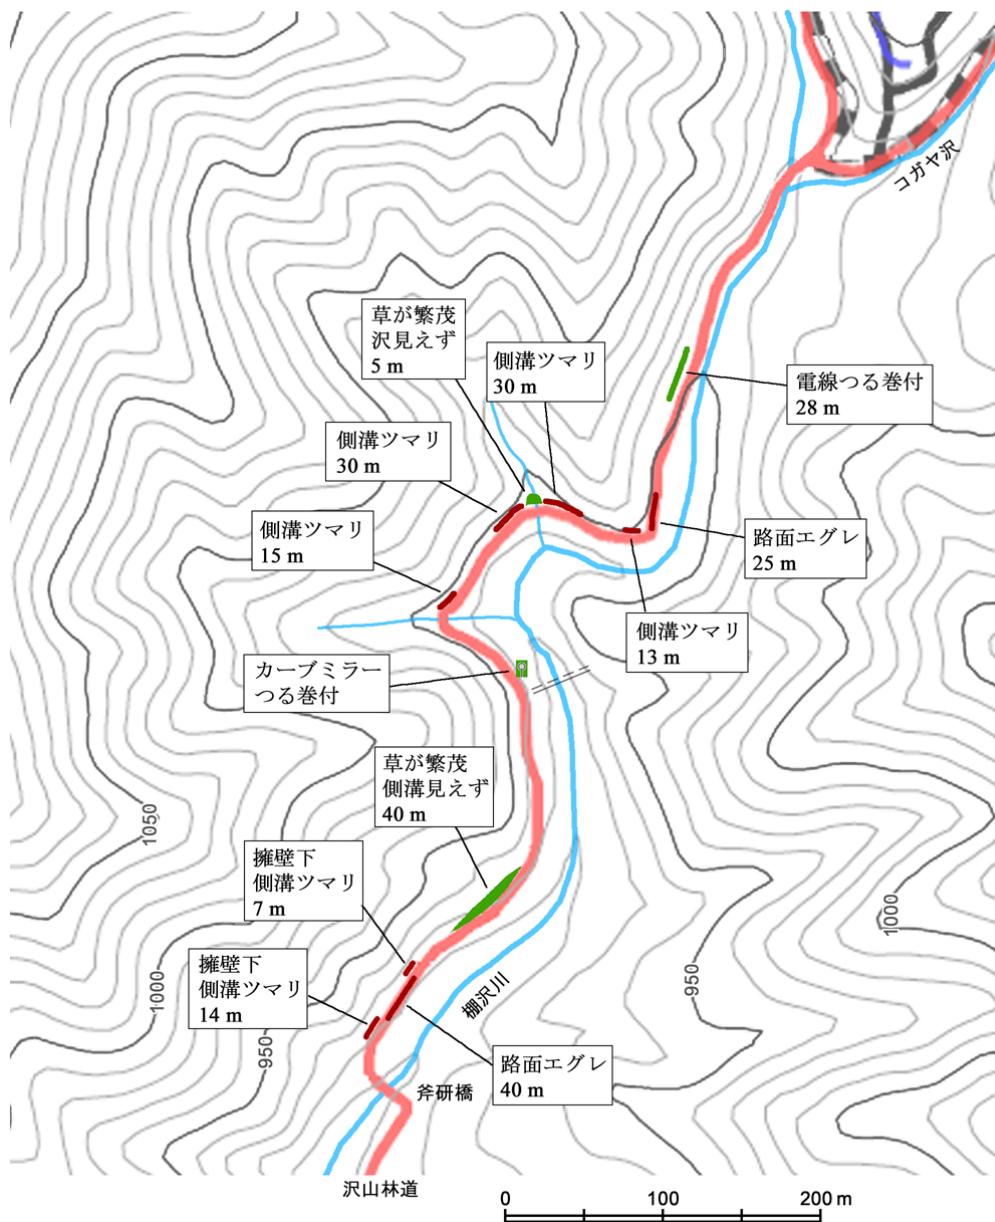 コガヤ沢
草が繁茂
沢見えず
5 m
側溝ツマリ
30 m
電線つる巻付
28 m
側溝ツマリ
30 m
側溝ツマリ
15 m
路面エグレ
25 m
側溝ツマリ
13 m
カーブミラー
つる巻付
草が繁茂
側溝見えず
40 m
1050
擁壁下
側溝ツマリ
7 m
1000
擁壁下
側溝ツマリ
14 m
1000
950
棚沢川
950
路面エグレ
40 m
斧研橋
沢山林道
0
100
200 m